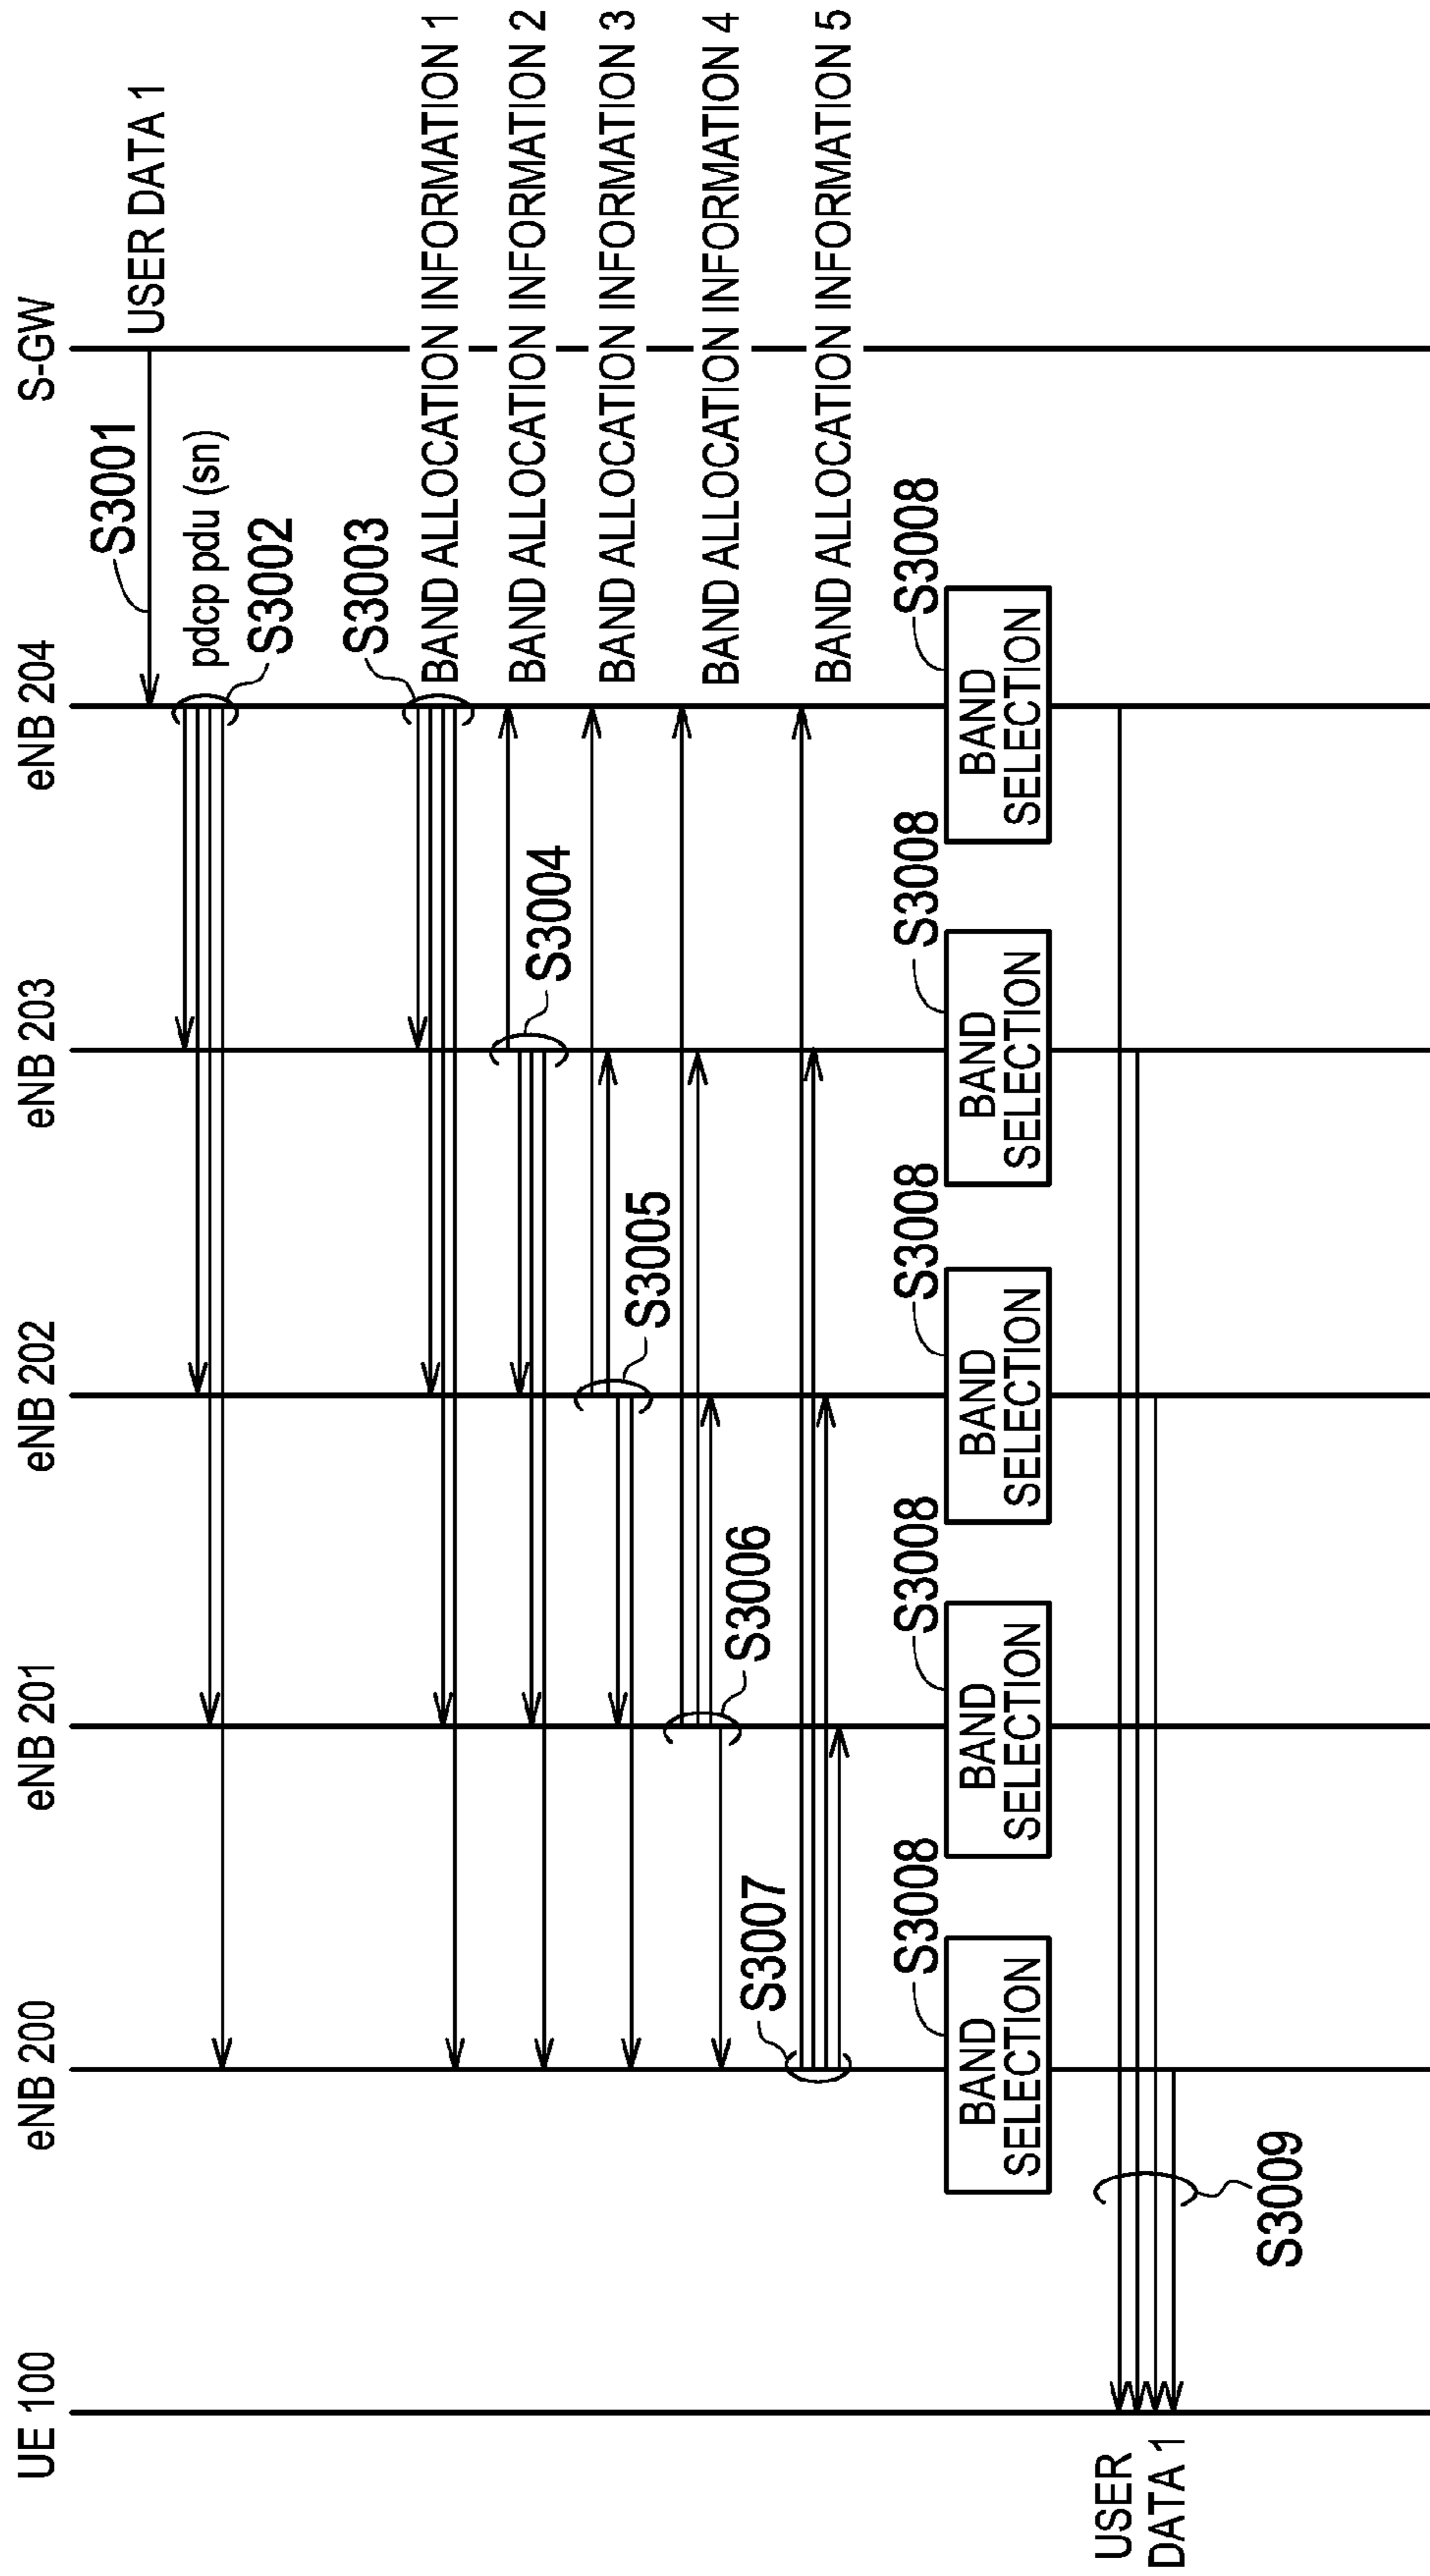 UE 100
eNB 200
eNB 201
eNB 202
eNB 203
eNB 204
S-GW
S3001
USER DATA 1
pdcp pdu (sn)
S3002
S3003
BAND ALLOCATION INFORMATION 1
S3004
BAND ALLOCATION INFORMATION 2
S3005
BAND ALLOCATION INFORMATION 3
S3006
BAND ALLOCATION INFORMATION 4
S3007
BAND ALLOCATION INFORMATION 5
S3008
S3008
S3008
S3008
S3008
BAND
SELECTION
BAND
SELECTION
BAND
SELECTION
BAND
SELECTION
BAND
SELECTION
USER
DATA 1
S3009